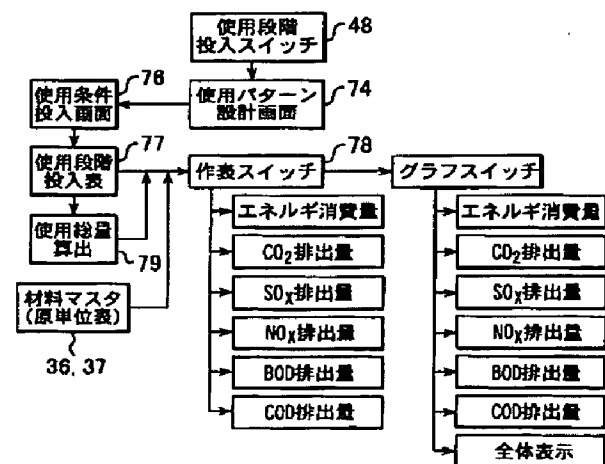 使用段階
投入スイッチ
48
76
使用条件
投入画面
使用パターン
設計画面
74
77
使用段階
投入表
78
作表スイッチ
グラフスイッチ
使用総量
算出
79
材料マスタ
(原単位表)
36, 37
エネルギ消費量
CO₂排出量
SOx排出量
NOx排出量
BOD排出量
COD排出量
エネルギ消費量
CO₂排出量
SOx排出量
NOx排出量
BOD排出量
COD排出量
全体表示